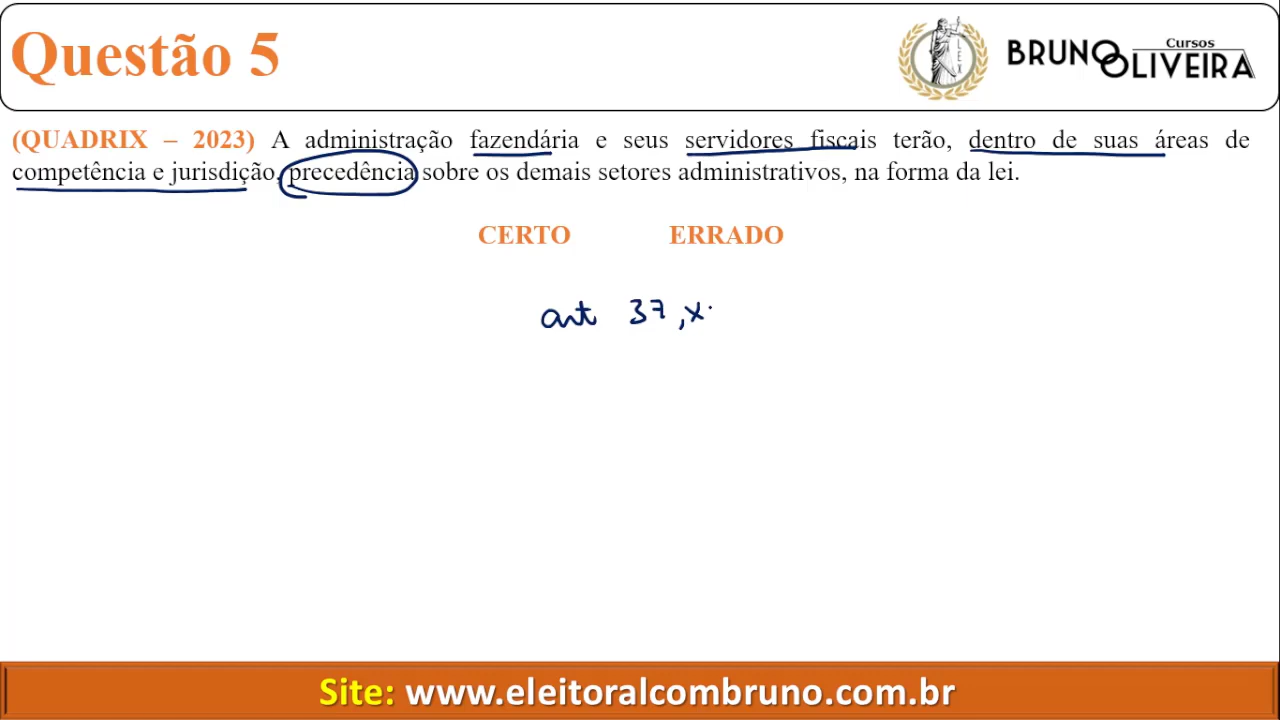 Questão 5
Cursos
BRUNO OLIVEIRA
LEX
(QUADRIX – 2023) A administração fazendária e seus servidores fiscais terão, dentro de suas áreas de
competência e jurisdição, precedência sobre os demais setores administrativos, na forma da lei.
CERTO ERRADO
art 37, x
Site: www.eleitoralcombruno.com.br